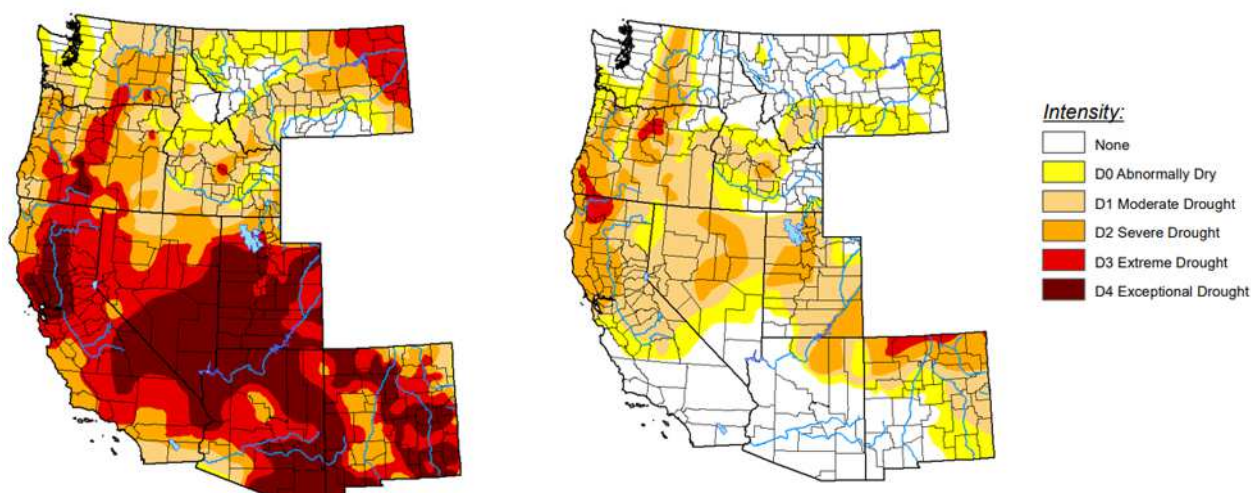 Intensity:
None
D0 Abnormally Dry
D1 Moderate Drought
D2 Severe Drought
D3 Extreme Drought
D4 Exceptional Drought